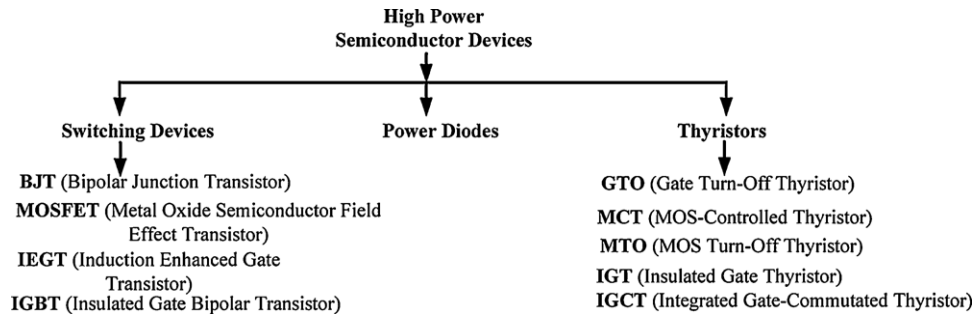 High Power
Semiconductor Devices
Switching Devices
Power Diodes
Thyristors
BJT (Bipolar Junction Transistor)
MOSFET (Metal Oxide Semiconductor Field
Effect Transistor)
IEGT (Induction Enhanced Gate
Transistor)
IGBT (Insulated Gate Bipolar Transistor)
GTO (Gate Turn-Off Thyristor)
MCT (MOS-Controlled Thyristor)
MTO (MOS Turn-Off Thyristor)
IGT (Insulated Gate Thyristor)
IGCT (Integrated Gate-Commutated Thyristor)